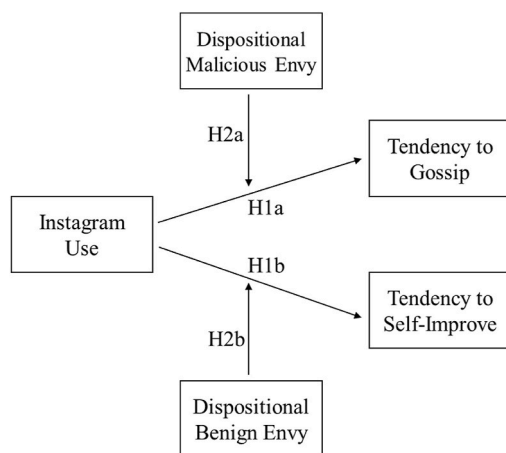 Dispositional
Malicious Envy
H2a
Tendency to
Gossip
H1a
Instagram
Use
H1b
Tendency to
Self-Improve
H2b
Dispositional
Benign Envy